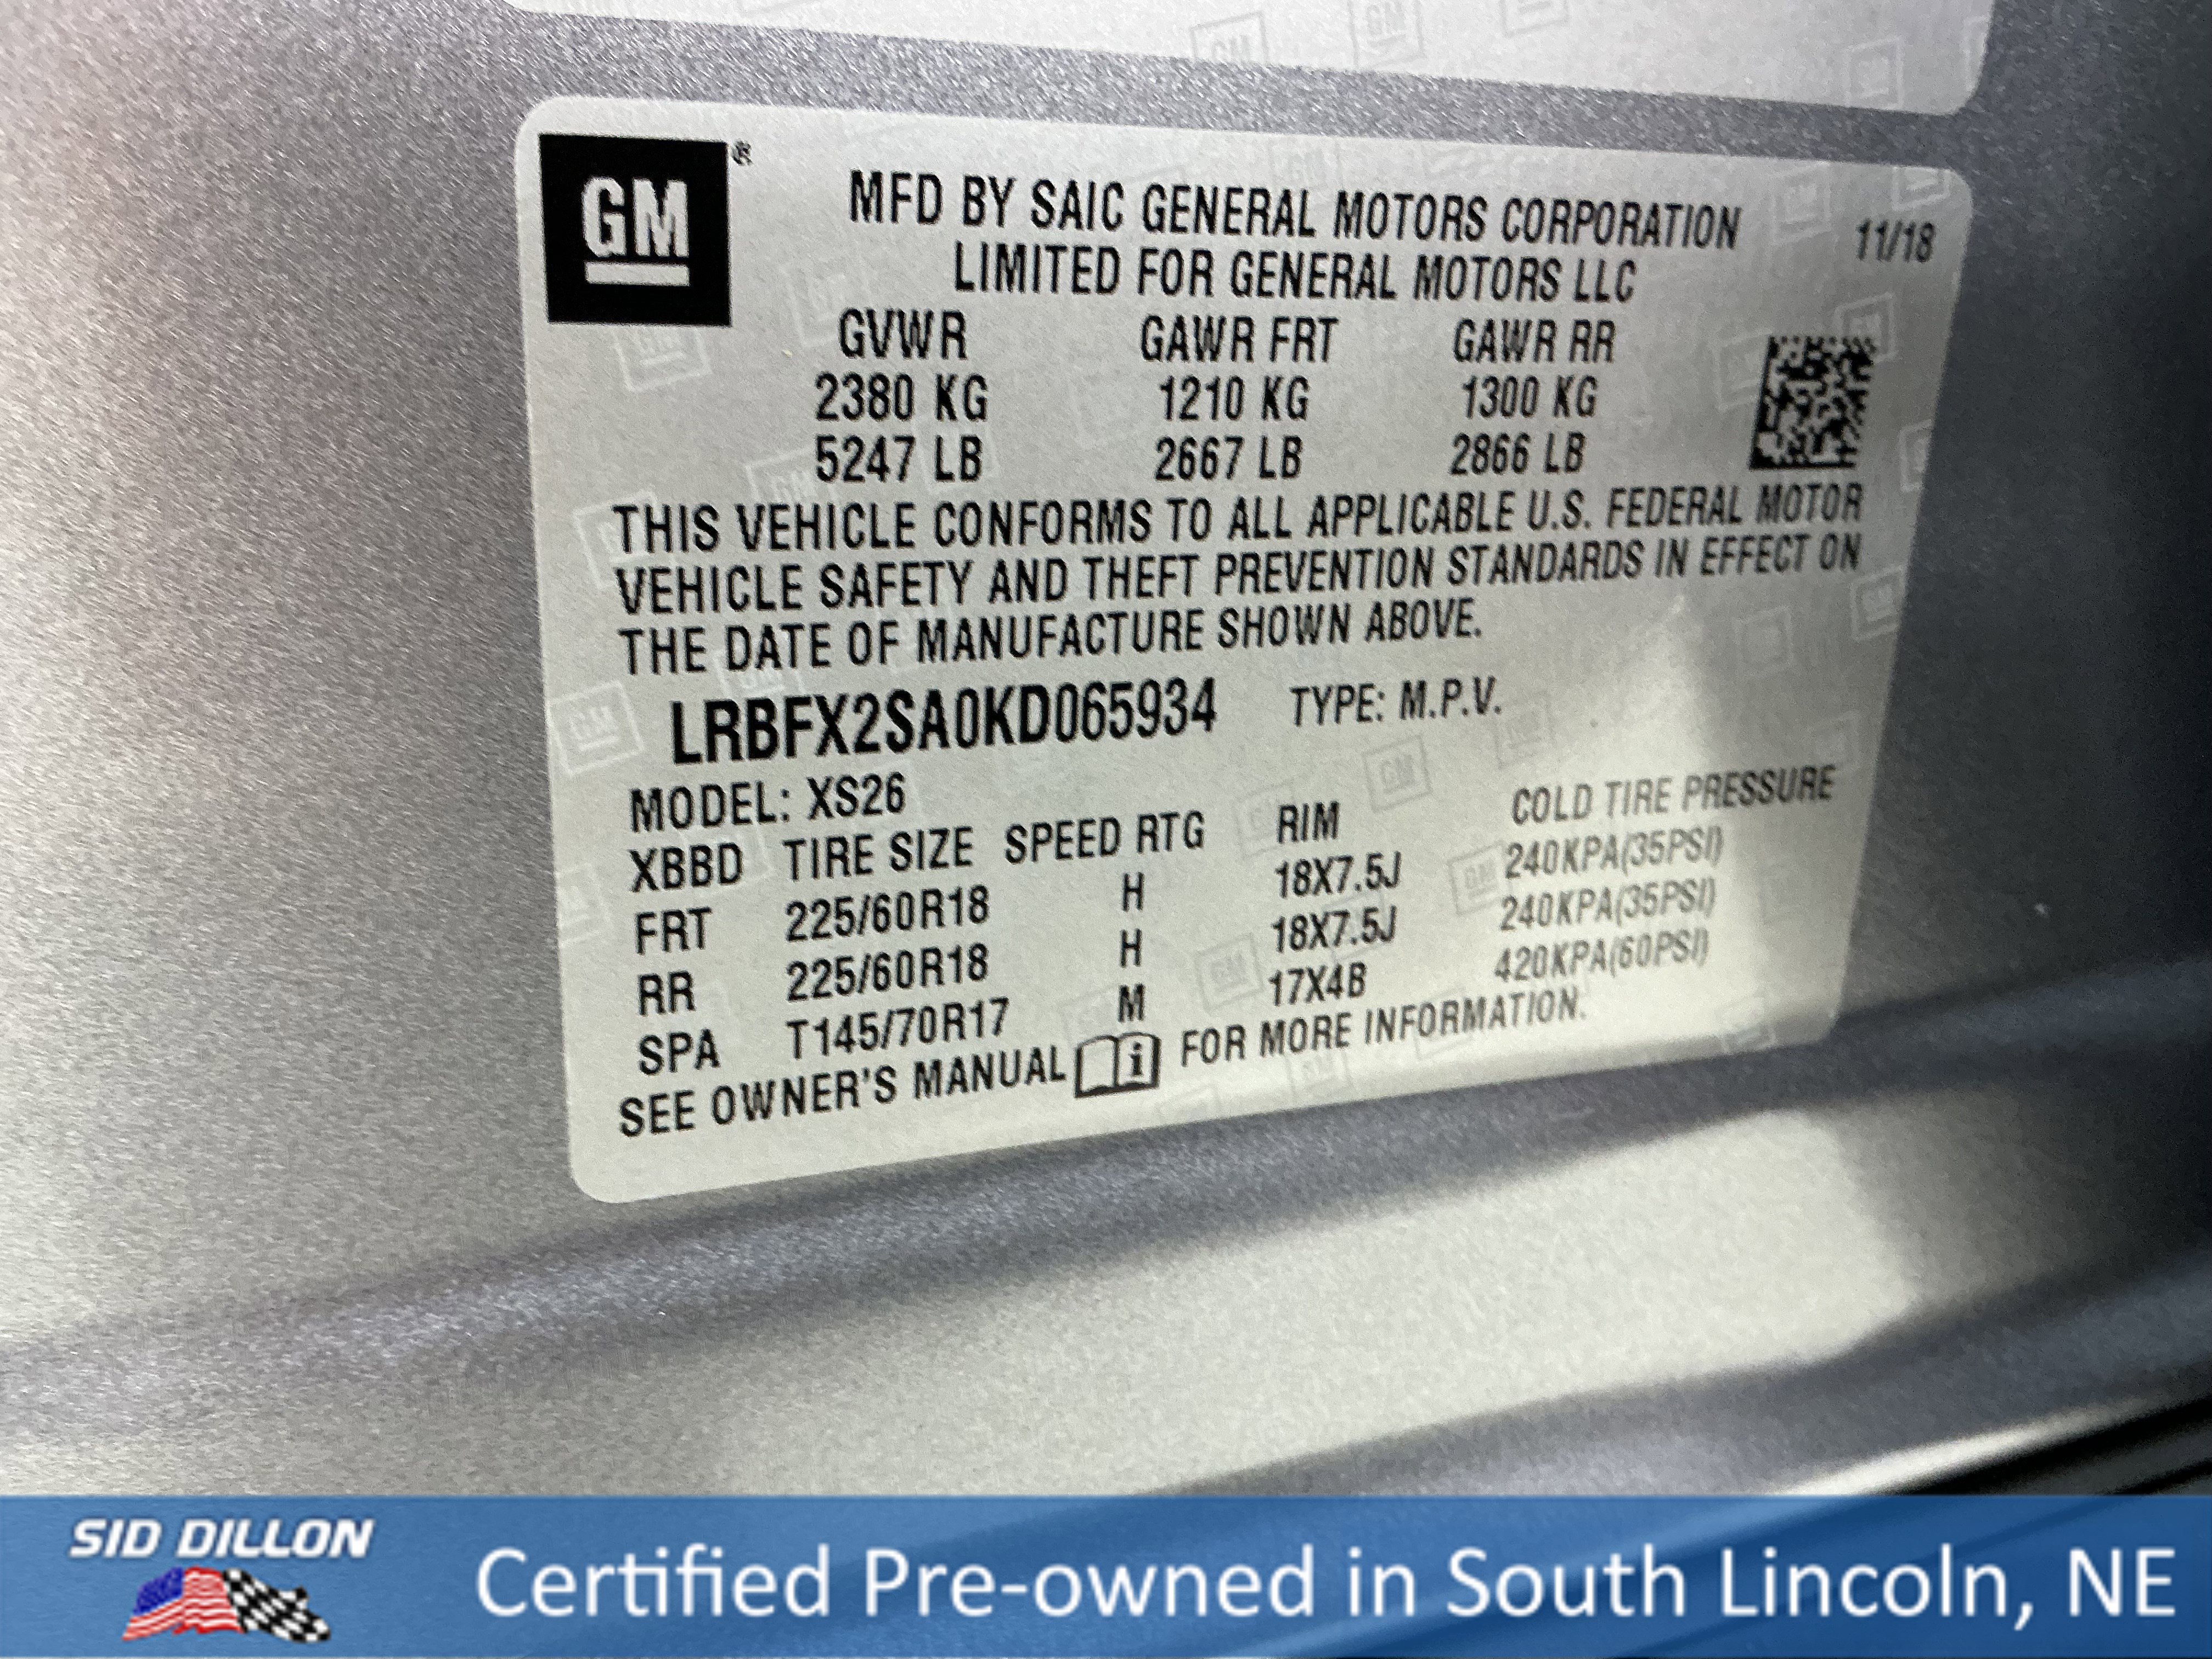 GM ®
MFD BY SAIC GENERAL MOTORS CORPORATION 11/18
LIMITED FOR GENERAL MOTORS LLC
GVWR GAWR FRT GAWR RR
2380 KG 1210 KG 1300 KG
5247 LB 2667 LB 2866 LB
THIS VEHICLE CONFORMS TO ALL APPLICABLE U.S. FEDERAL MOTOR
VEHICLE SAFETY AND THEFT PREVENTION STANDARDS IN EFFECT ON
THE DATE OF MANUFACTURE SHOWN ABOVE.
LRBFX2SA0KD065934 TYPE: M.P.V.
MODEL: XS26
XBBD TIRE SIZE SPEED RTG RIM COLD TIRE PRESSURE
FRT 225/60R18 H 18X7.5J 240KPA(35PSI)
RR 225/60R18 H 18X7.5J 240KPA(35PSI)
SPA T145/70R17 M 17X4B 420KPA(60PSI)
SEE OWNER'S MANUAL i FOR MORE INFORMATION.
SID DILLON
Certified Pre-owned in South Lincoln, NE